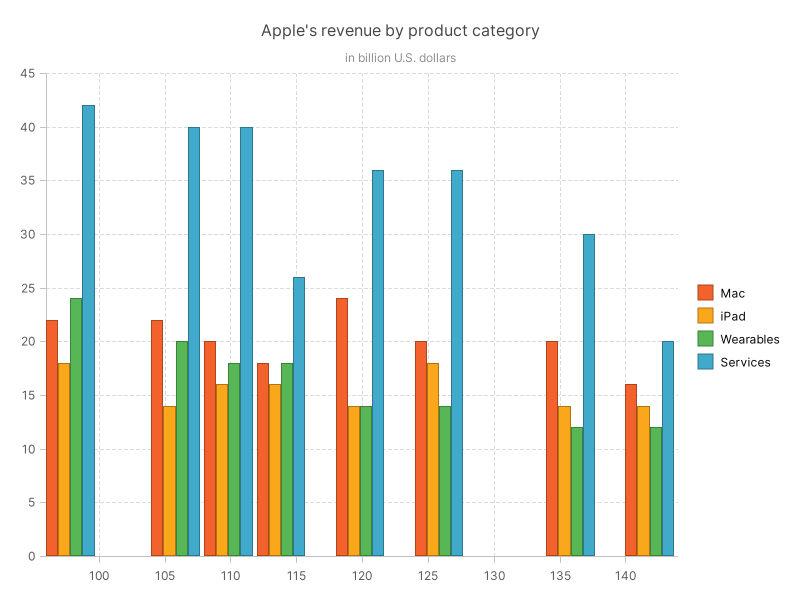 Apple's revenue by product category
in billion U.S. dollars
45
40
35
30
25
20
15
10
5
0
100 105 110 115 120 125 130 135 140
Mac
iPad
Wearables
Services